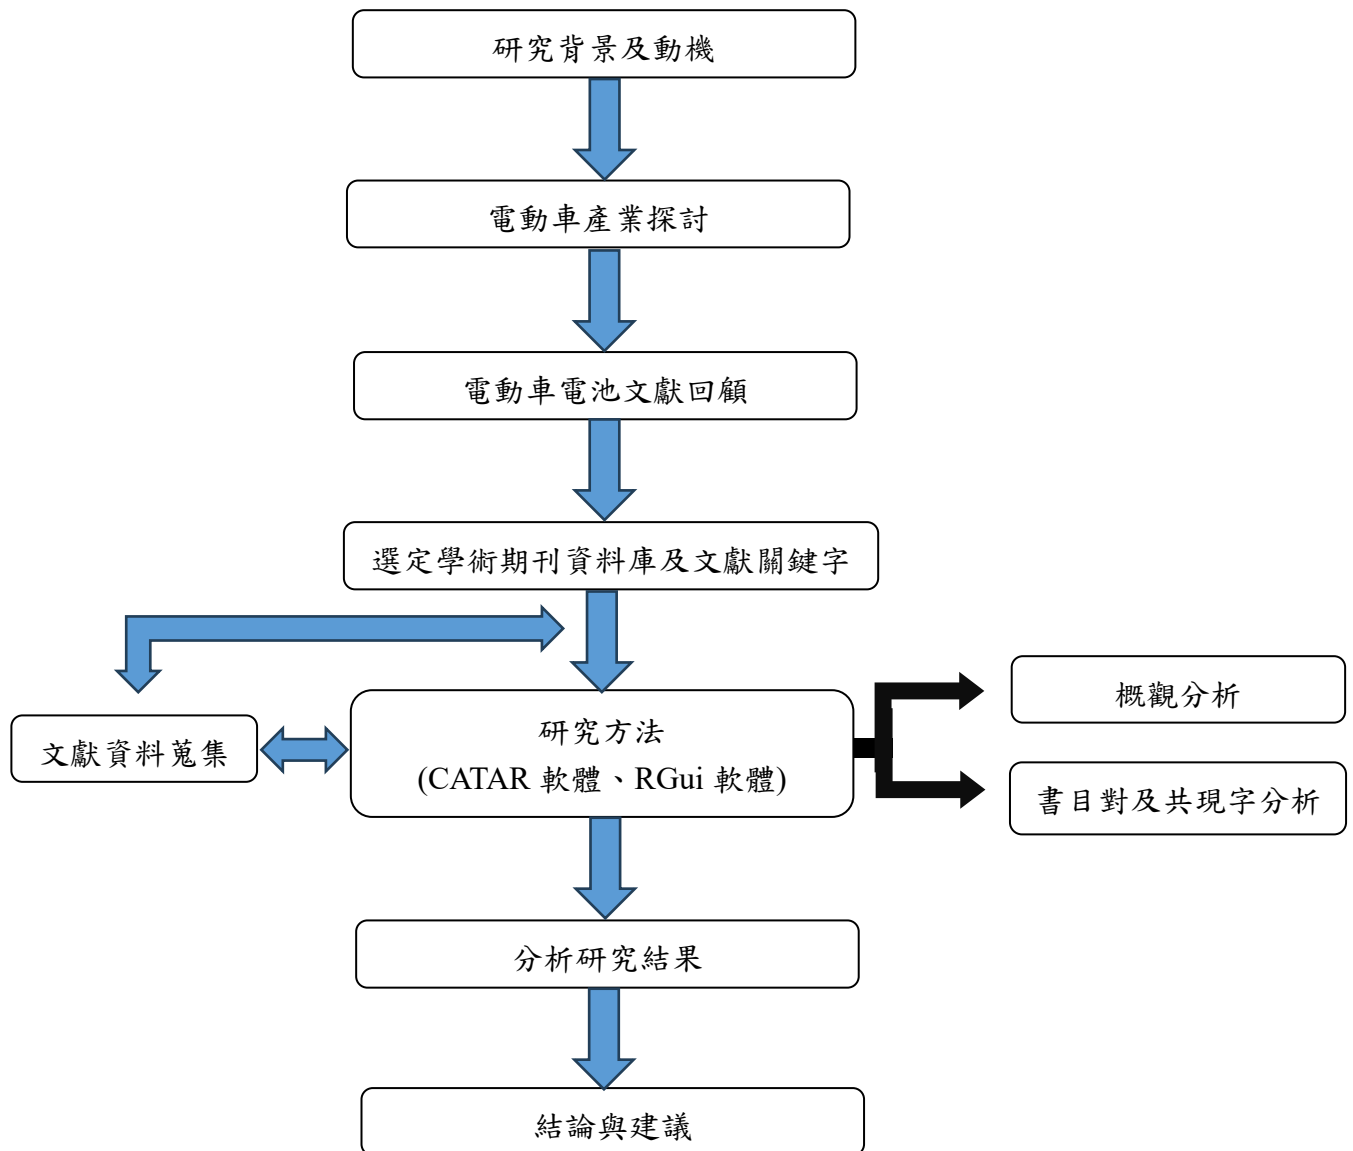 研究背景及動機
電動車產業探討
電動車電池文獻回顧
選定學術期刊資料庫及文獻關鍵字
文獻資料蒐集
研究方法
(CATAR 軟體、RGui 軟體)
概觀分析
書目對及共現字分析
分析研究結果
結論與建議